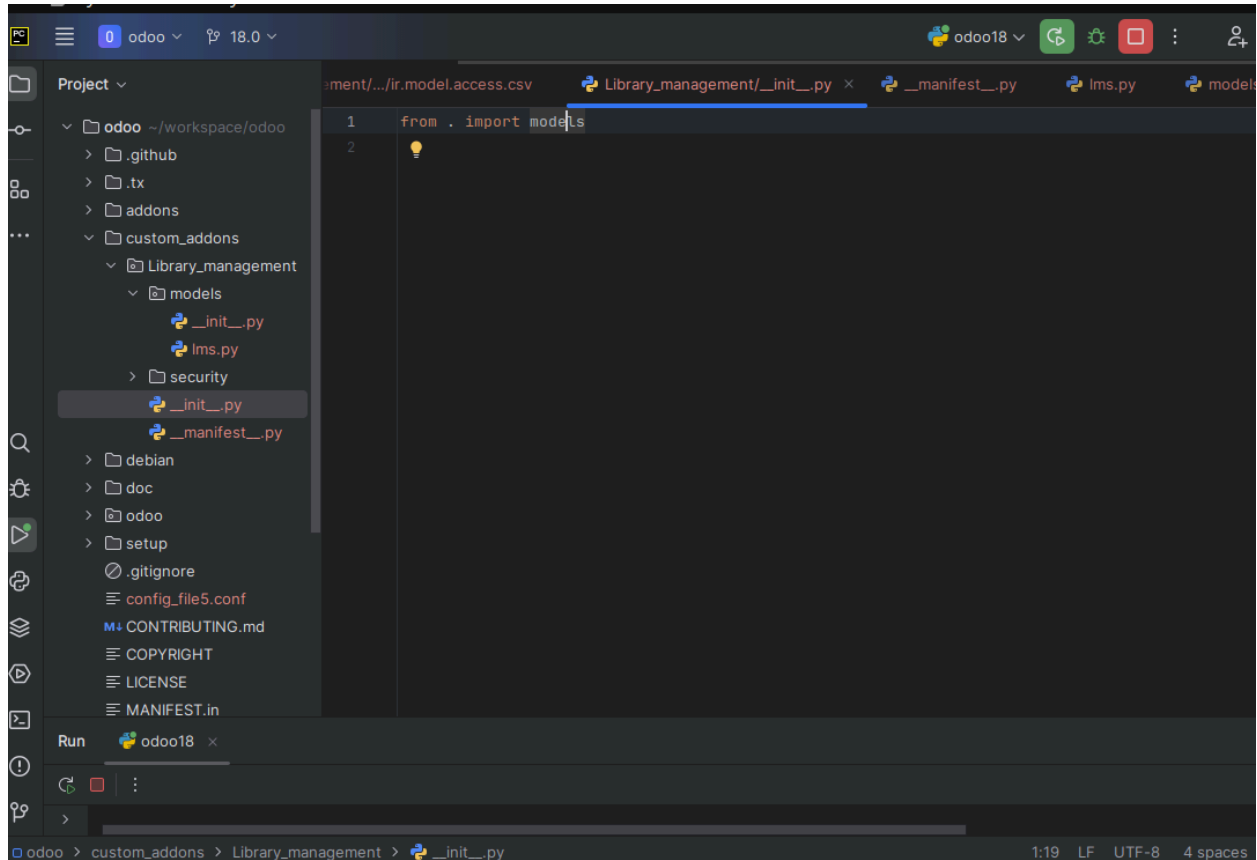 PC
O odoo 18.0 odoo18
Project
ement/.../ir.model.access.csv Library_management/__init__.py × __manifest__.py lms.py models
odoo ~/workspace/odoo
1 from . import models
2
.github
.tx
addons
custom_addons
Library_management
models
__init__.py
lms.py
security
__init__.py
__manifest__.py
debian
doc
odoo
setup
.gitignore
config_file5.conf
M↓ CONTRIBUTING.md
COPYRIGHT
LICENSE
MANIFEST.in
Run odoo18 ×
odoo > custom_addons > Library_management > __init__.py 1:19 LF UTF-8 4 spaces